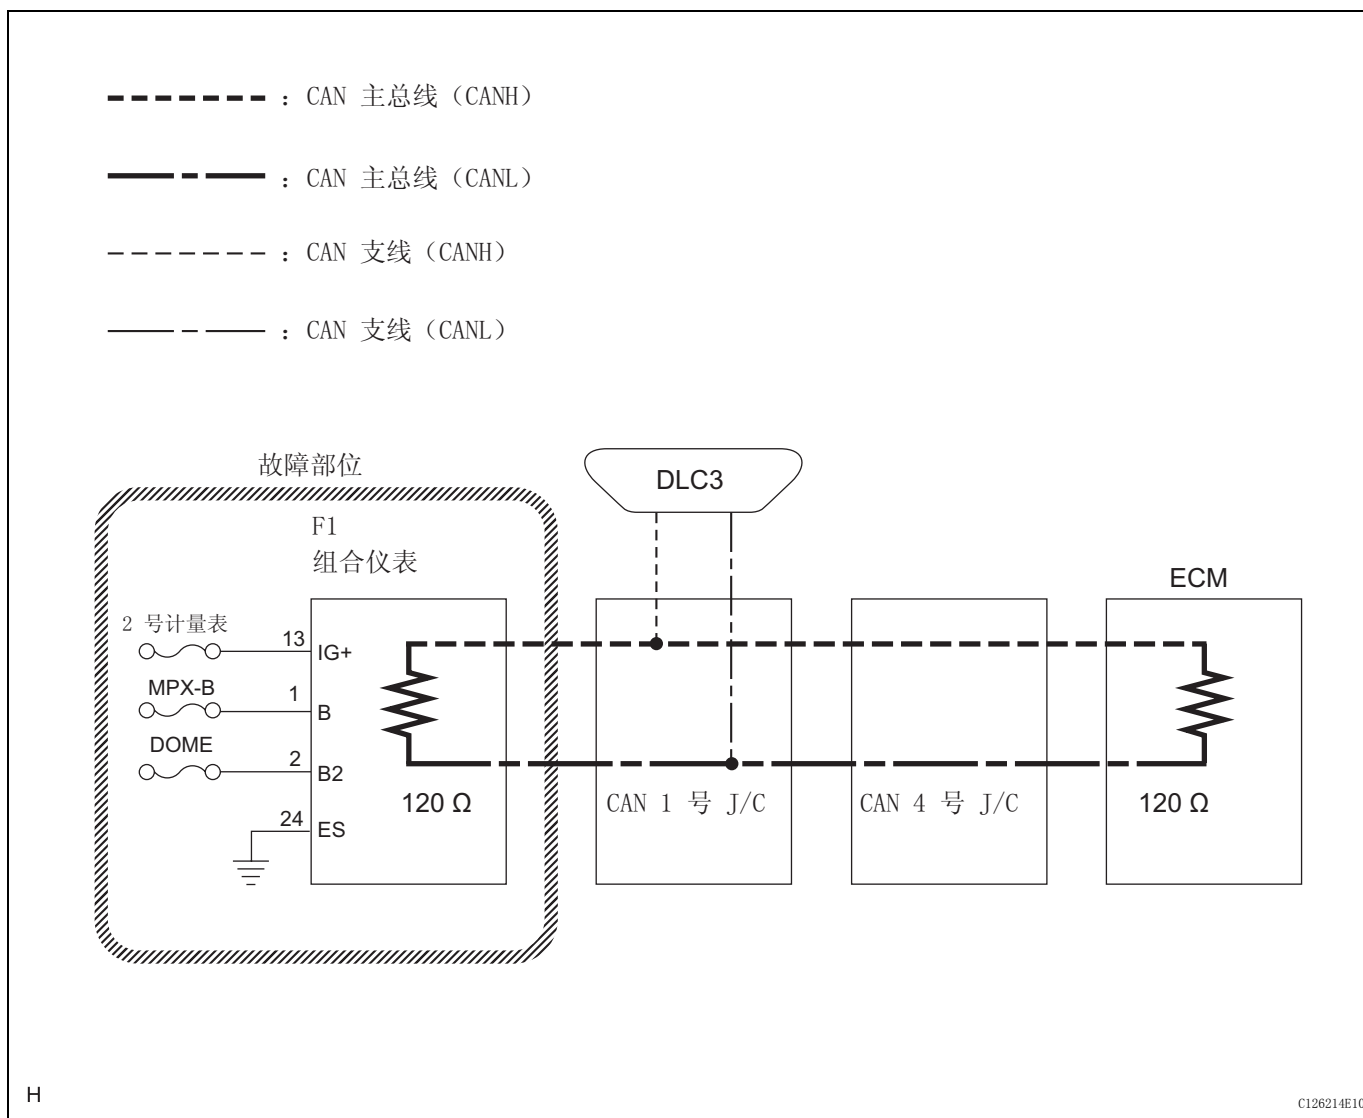 ：CAN 主总线（CANH）
：CAN 主总线（CANL）
：CAN 支线（CANH）
：CAN 支线（CANL）
故障部位
DLC3
F1
组合仪表
ECM
2 号计量表
13
IG+
MPX-B
1
B
DOME
2
B2
120 Ω
CAN 1 号 J/C
CAN 4 号 J/C
120 Ω
24
ES
H
C126214E10